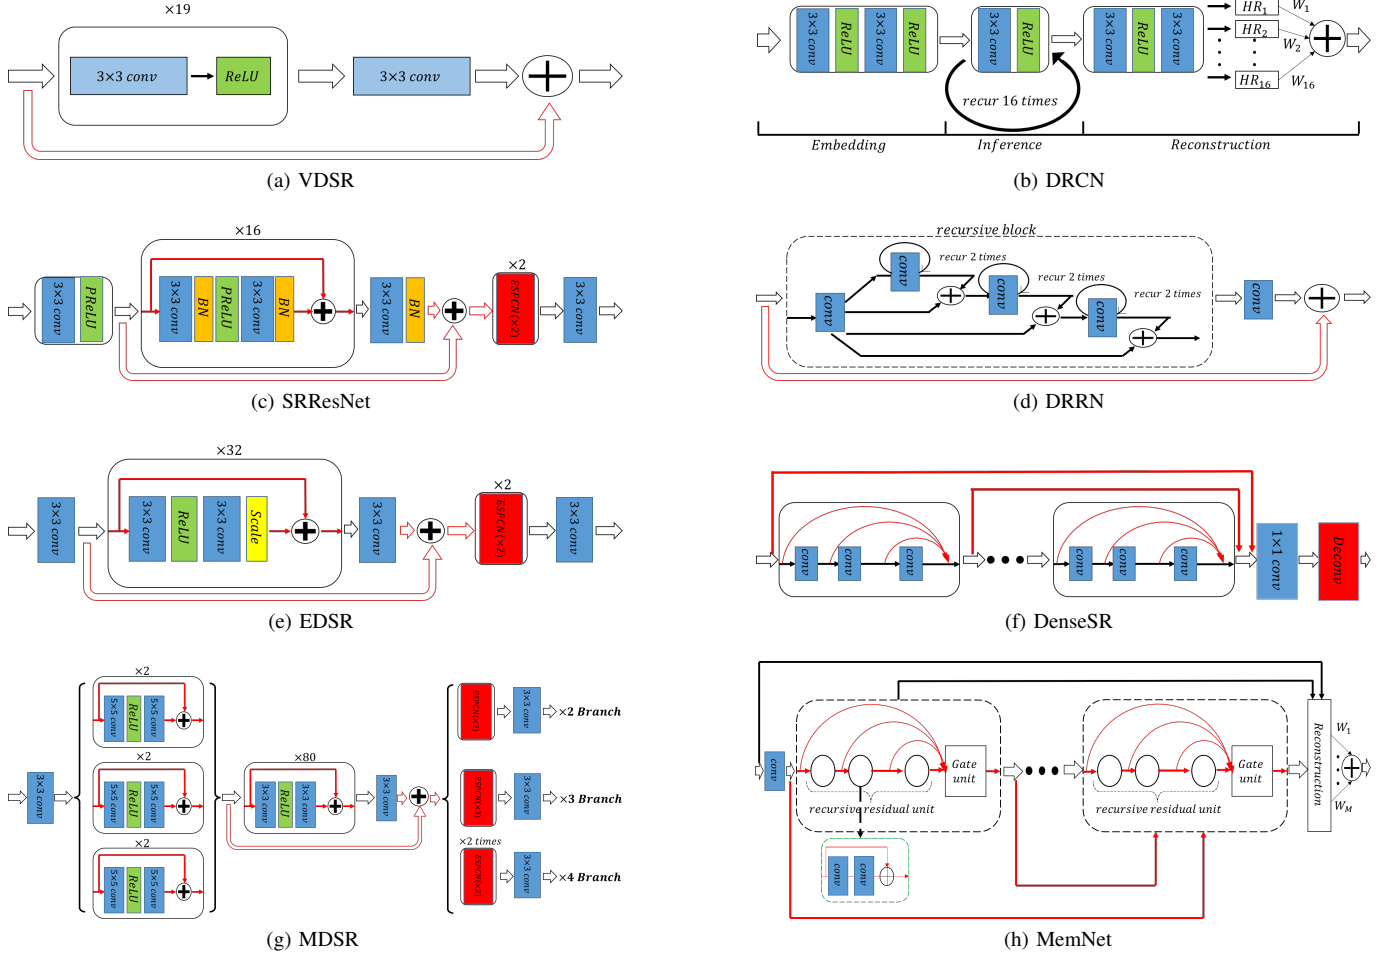 ×19
3×3 conv
ReLU
3×3 conv
(a) VDSR
3×3 conv
ReLU
3×3 conv
ReLU
3×3 conv
ReLU
recur 16 times
3×3 conv
ReLU
3×3 conv
HR1
HR2
HR16
W1
W2
W16
Embedding
Inference
Reconstruction
(b) DRCN
3×3 conv
PReLU
×16
3×3 conv
BN
PReLU
3×3 conv
BN
3×3 conv
BN
×2
ESPCN(×2)
3×3 conv
(c) SRResNet
recursive block
conv
conv
recur 2 times
conv
recur 2 times
conv
recur 2 times
conv
(d) DRRN
3×3 conv
×32
3×3 conv
ReLU
3×3 conv
Scale
3×3 conv
×2
ESPCN(×2)
3×3 conv
(e) EDSR
conv
conv
conv
conv
conv
conv
1×1 conv
Deconv
(f) DenseSR
3×3 conv
×2
5×5 conv
ReLU
5×5 conv
×2
5×5 conv
ReLU
5×5 conv
×2
5×5 conv
ReLU
5×5 conv
×80
3×3 conv
ReLU
3×3 conv
3×3 conv
ESPCN(×2)
3×3 conv
×2 Branch
ESPCN(×3)
3×3 conv
×3 Branch
×2 times
ESPCN(×2)
3×3 conv
×4 Branch
(g) MDSR
conv
Gate
unit
recursive residual unit
conv
conv
Gate
unit
recursive residual unit
Reconstruction
W1
WM
(h) MemNet